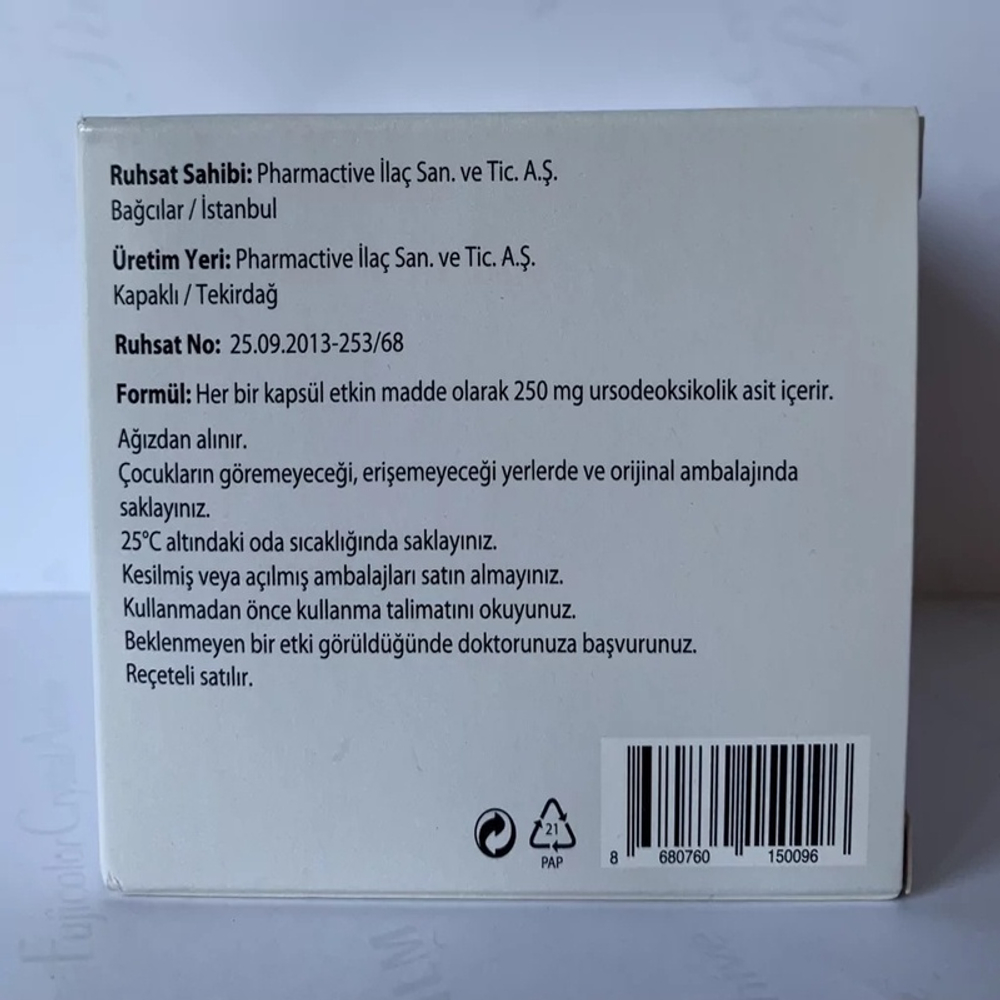 Ruhsat Sahibi: Pharmactive İlaç San. ve Tic. A.Ş.
Bağcılar / İstanbul
Üretim Yeri: Pharmactive İlaç San. ve Tic. A.Ş.
Kapaklı / Tekirdağ
Ruhsat No: 25.09.2013-253/68
Formül: Her bir kapsül etkin madde olarak 250 mg ursodeoksikolik asit içerir.
Ağızdan alınır.
Çocukların göremeyeceği, erişemeyeceği yerlerde ve orijinal ambalajında
saklayınız.
25°C altındaki oda sıcaklığında saklayınız.
Kesilmiş veya açılmış ambalajları satın almayınız.
Kullanmadan önce kullanma talimatını okuyunuz.
Beklenmeyen bir etki görüldüğünde doktorunuza başvurunuz.
Reçeteli satılır.
21
PAP
8 680760 150096